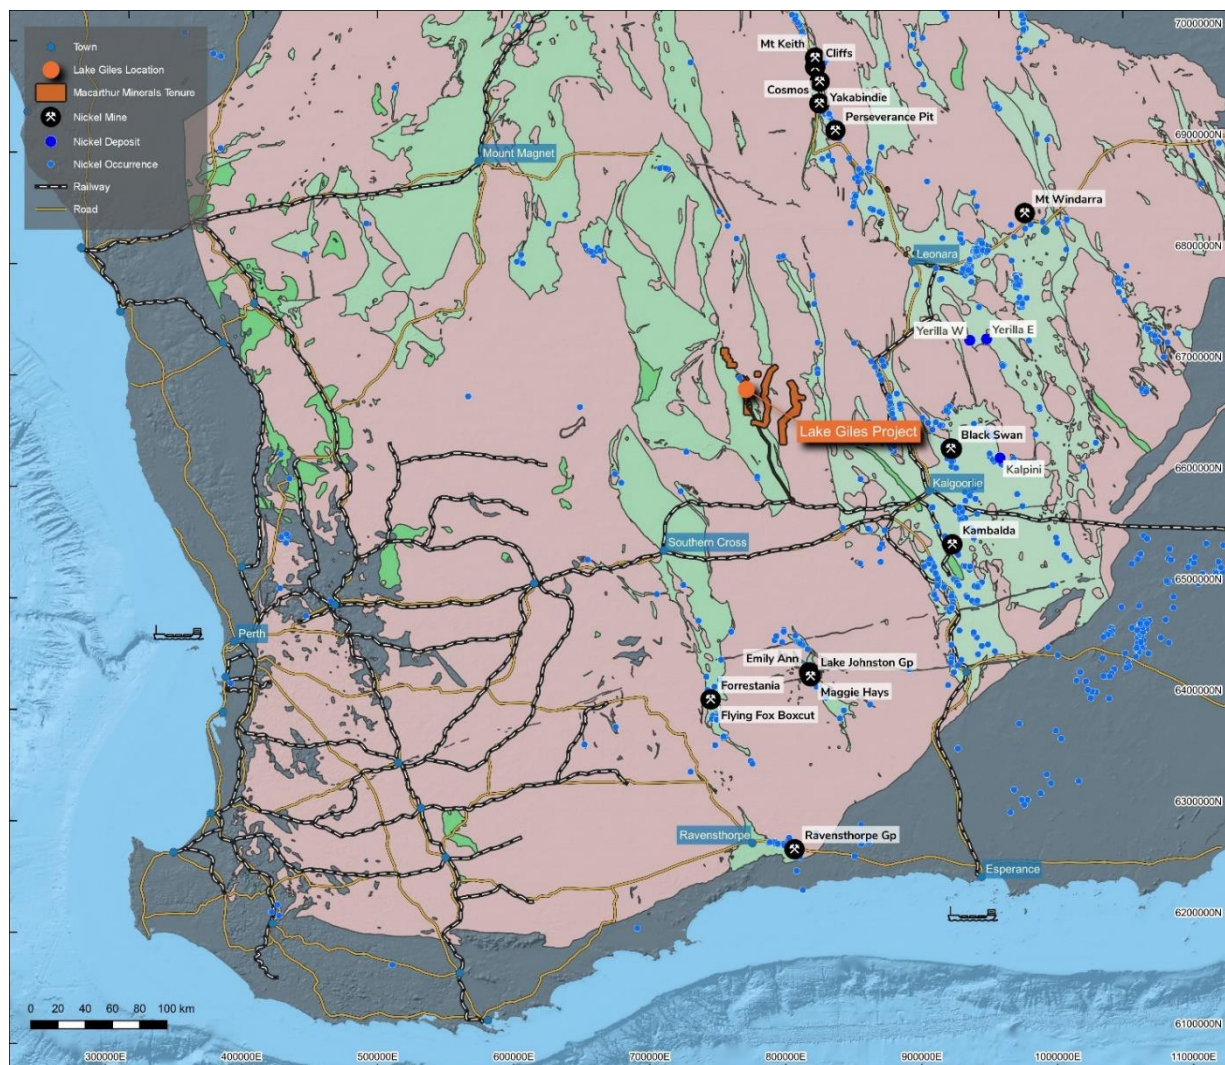 Town
Lake Giles Location
Macarthur Minerals Tenure
Nickel Mine
Nickel Deposit
Nickel Occurrence
Railway
Road
7000000N
Mt Keith
Cliffs
Cosmos
Yakabindie
Perseverance Pit
6900000N
Mount Magnet
Mt Windarra
6800000N
Leonara
Yerilla W
Yerilla E
6700000N
Lake Giles Project
Black Swan
Kalpini
6600000N
Kalgoorlie
Southern Cross
Kambalda
6500000N
Perth
Emily Ann
Lake Johnston Gp
Maggie Hays
6400000N
Forrestania
Flying Fox Boxcut
6300000N
Ravensthorpe
Ravensthorpe Gp
Esperance
6200000N
0 20 40 60 80 100 km
6100000N
300000E 400000E 500000E 600000E 700000E 800000E 900000E 1000000E 1100000E